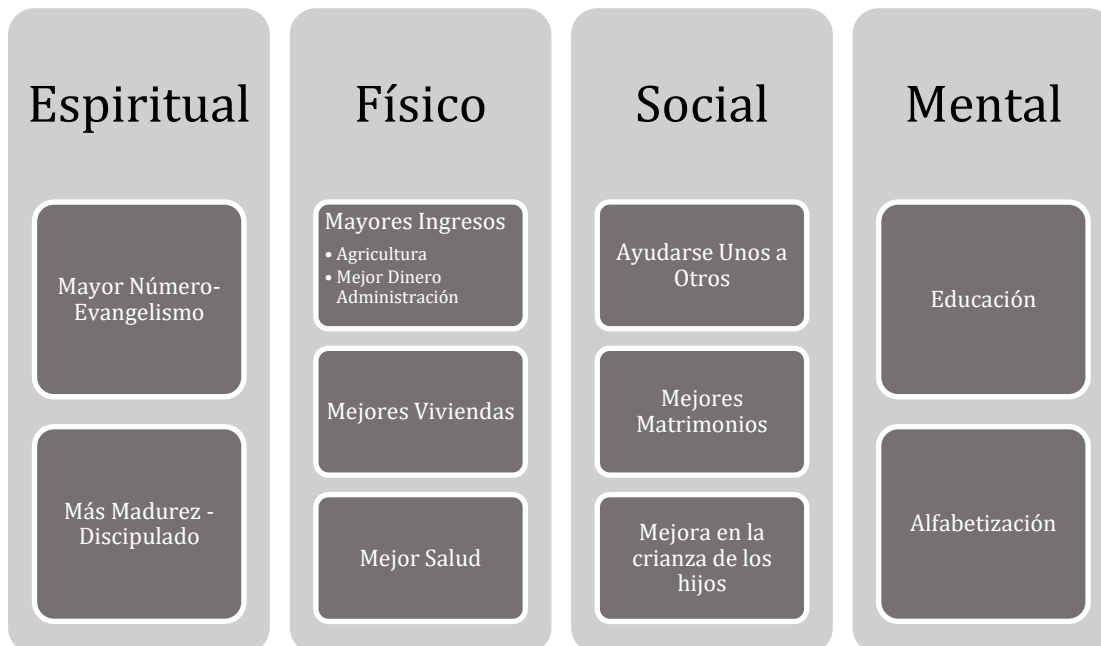 Espiritual
Mayor Número-
Evangelismo
Más Madurez -
Discipulado
Físico
Mayores Ingresos
• Agricultura
• Mejor Dinero
Administración
Mejores Viviendas
Mejor Salud
Social
Ayudarse Unos a
Otros
Mejores
Matrimonios
Mejora en la
crianza de los
hijos
Mental
Educación
Alfabetización